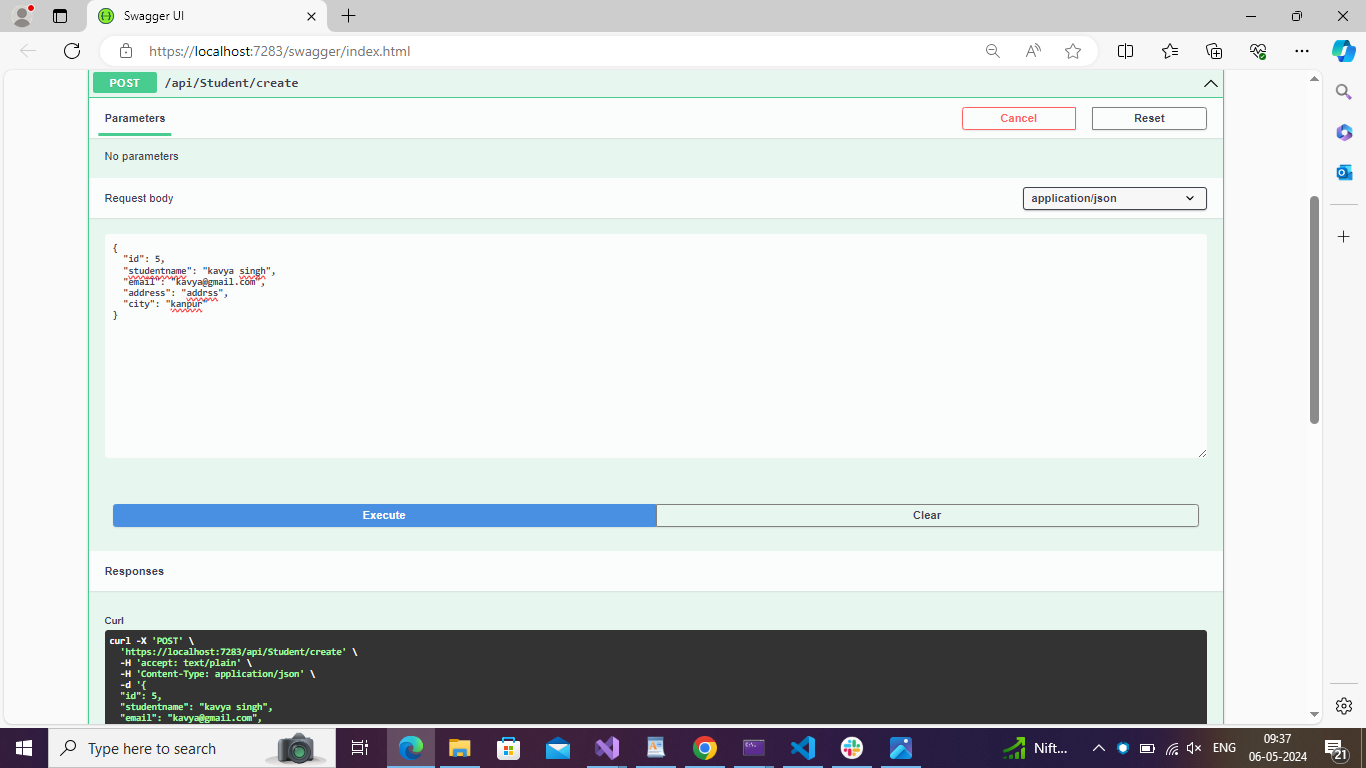 Swagger UI
https://localhost:7283/swagger/index.html
POST /api/Student/create
Parameters
Cancel
Reset
No parameters
Request body
application/json
{
"id": 5,
"studentname": "kavya singh",
"email": "kavya@gmail.com",
"address": "addrss",
"city": "kanpur"
}
Execute
Clear
Responses
Curl
curl -X 'POST' \
'https://localhost:7283/api/Student/create' \
-H 'accept: text/plain' \
-H 'Content-Type: application/json' \
-d '{
"id": 5,
"studentname": "kavya singh",
"email": "kavya@gmail.com",
Type here to search
Nift...
ENG
09:37
06-05-2024
21